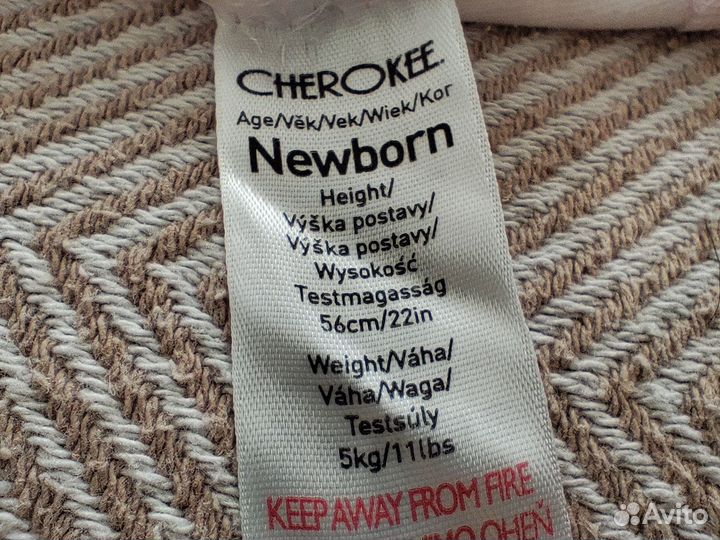 CHEROKEE.
Age/Věk/Vek/Wiek/Kor
Newborn
Height/
Výška postavy/
Výška postavy/
Wysokość
Testmagasság
56cm/22in
Weight/Váha/
Váha/Waga/
Testsúly
5kg/11lbs
KEEP AWAY FROM FIRE
OHEŇ
Avito